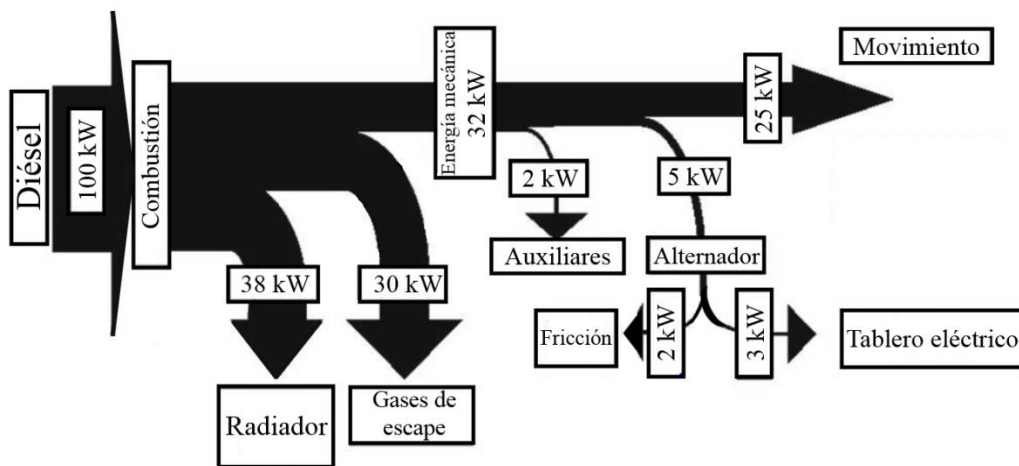 Diésel
100 kW
Combustión
Energía mecánica
32 kW
25 kW
Movimiento
2 kW
Auxiliares
5 kW
Alternador
38 kW
Radiador
30 kW
Gases de
escape
Fricción
2 kW
3 kW
Tablero eléctrico